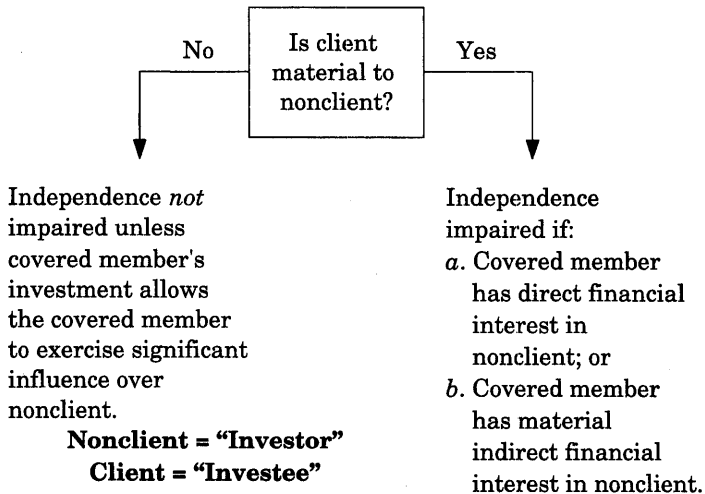 Is client
material to
nonclient?
No
Yes
Independence not
impaired unless
covered member's
investment allows
the covered member
to exercise significant
influence over
nonclient.
Nonclient = “Investor”
Client = “Investee”
Independence
impaired if:
a. Covered member
has direct financial
interest in
nonclient; or
b. Covered member
has material
indirect financial
interest in nonclient.